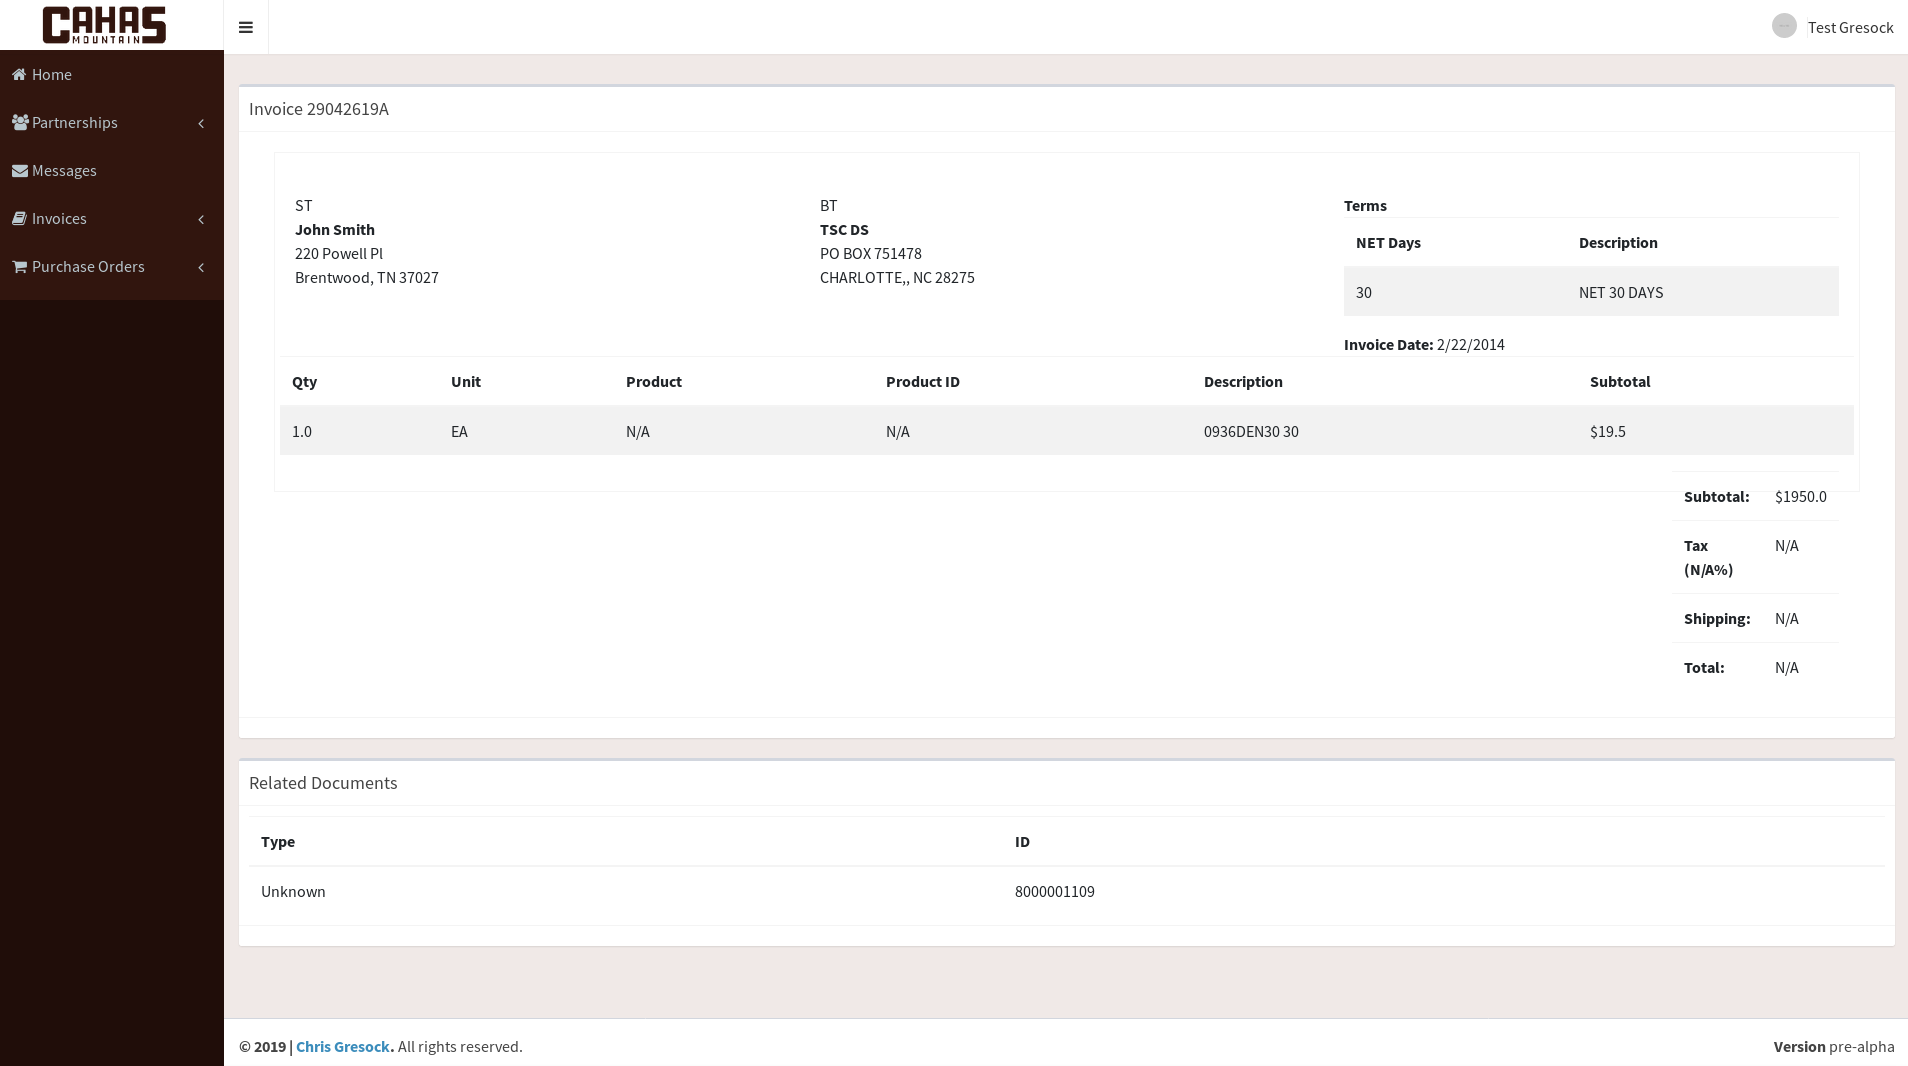 CAHAS
MOUNTAIN
Test Gresock
Home
Partnerships
Messages
Invoices
Purchase Orders
Invoice 29042619A
ST
John Smith
220 Powell Pl
Brentwood, TN 37027
BT
TSC DS
PO BOX 751478
CHARLOTTE,, NC 28275
Terms
NET Days Description
30 NET 30 DAYS
Invoice Date: 2/22/2014
Qty Unit Product Product ID Description Subtotal
1.0 EA N/A N/A 0936DEN30 30 $19.5
Subtotal: $1950.0
Tax N/A
(N/A%)
Shipping: N/A
Total: N/A
Related Documents
Type ID
Unknown 8000001109
© 2019 | Chris Gresock. All rights reserved.
Version pre-alpha